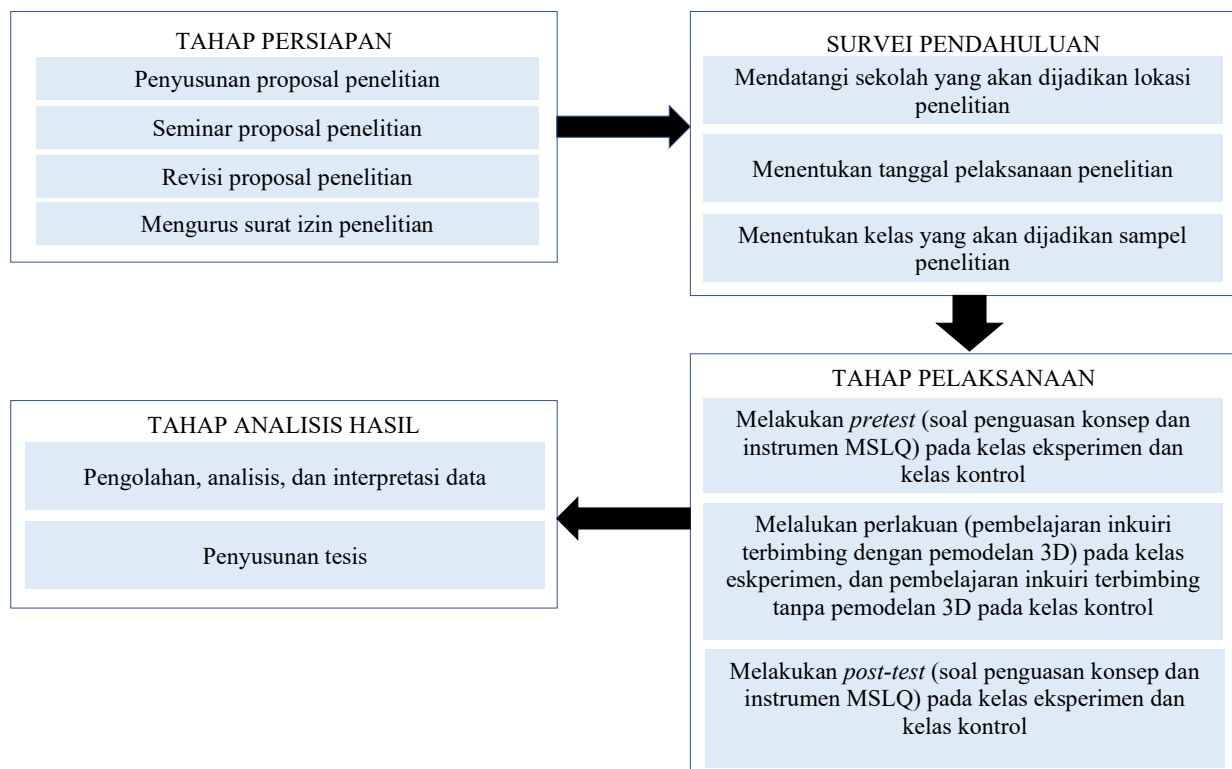 TAHAP PERSIAPAN
Penyusunan proposal penelitian
Seminar proposal penelitian
Revisi proposal penelitian
Mengurus surat izin penelitian
SURVEI PENDAHULUAN
Mendatangi sekolah yang akan dijadikan lokasi
penelitian
Menentukan tanggal pelaksanaan penelitian
Menentukan kelas yang akan dijadikan sampel
penelitian
TAHAP PELAKSANAAN
Melakukan pretest (soal penguasan konsep dan
instrumen MSLQ) pada kelas eksperimen dan
kelas kontrol
Melalukan perlakuan (pembelajaran inkuiri
terbimbing dengan pemodelan 3D) pada kelas
eskperimen, dan pembelajaran inkuiri terbimbing
tanpa pemodelan 3D pada kelas kontrol
Melakukan post-test (soal penguasan konsep dan
instrumen MSLQ) pada kelas eksperimen dan
kelas kontrol
TAHAP ANALISIS HASIL
Pengolahan, analisis, dan interpretasi data
Penyusunan tesis